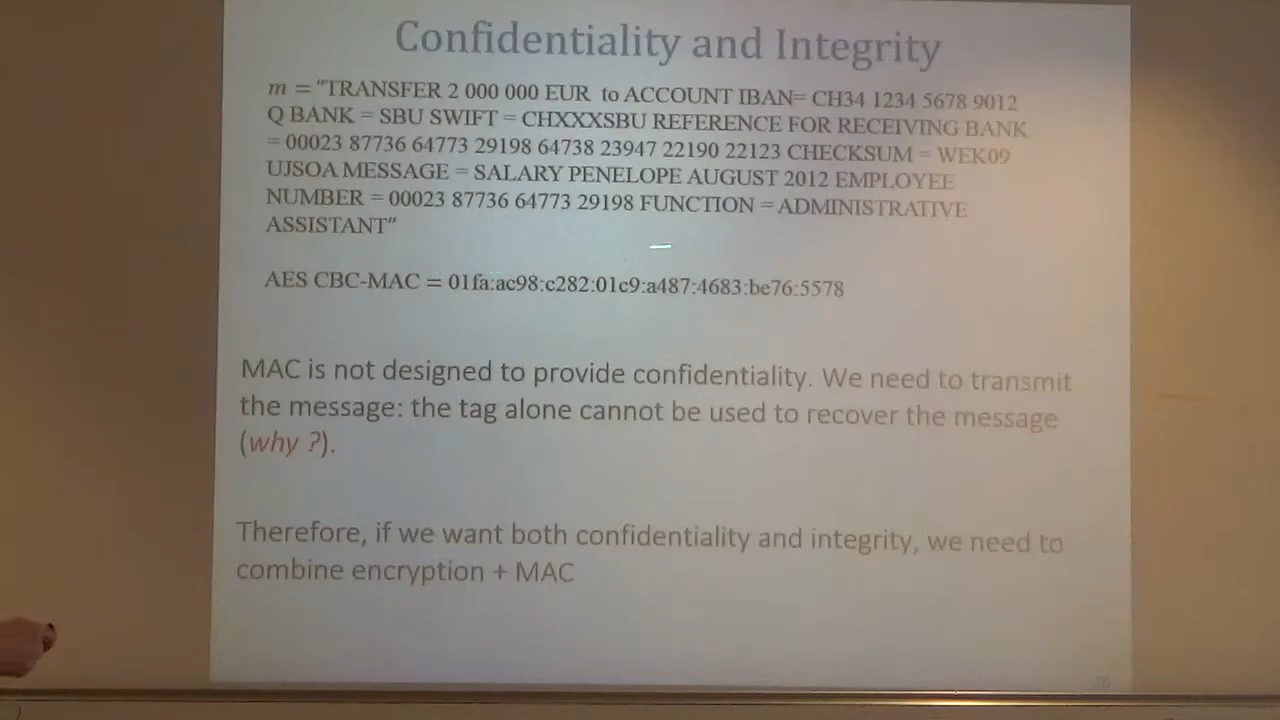 Confidentiality and Integrity
m = "TRANSFER 2 000 000 EUR to ACCOUNT IBAN= CH34 1234 5678 9012
Q BANK = SBU SWIFT = CHXXXSBU REFERENCE FOR RECEIVING BANK
= 00023 87736 64773 29198 64738 23947 22190 22123 CHECKSUM = WEK09
UJSOA MESSAGE = SALARY PENELOPE AUGUST 2012 EMPLOYEE
NUMBER = 00023 87736 64773 29198 FUNCTION = ADMINISTRATIVE
ASSISTANT"
AES CBC-MAC = 01fa:ac98:c282:01c9:a487:4683:be76:5578
MAC is not designed to provide confidentiality. We need to transmit
the message: the tag alone cannot be used to recover the message
(why ?).
Therefore, if we want both confidentiality and integrity, we need to
combine encryption + MAC